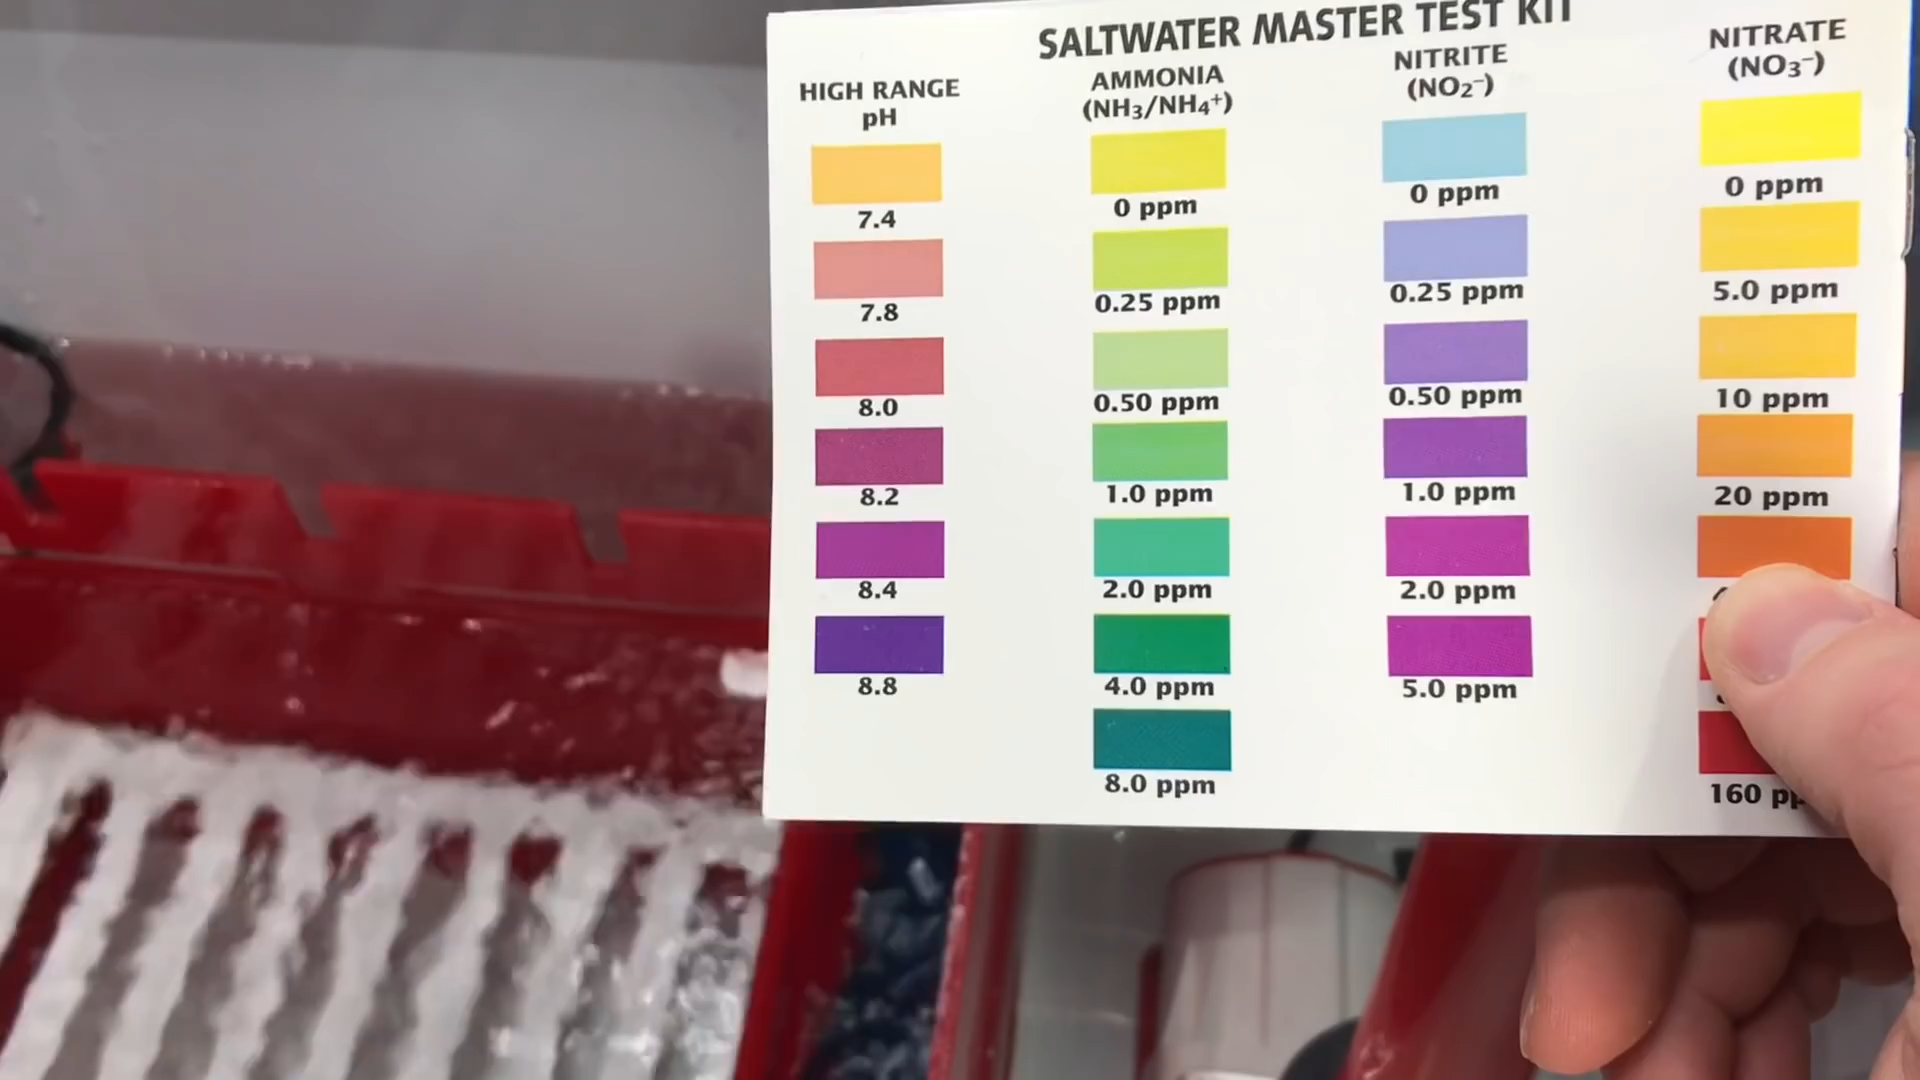 SALTWATER MASTER TEST KIT
HIGH RANGE
pH
7.4
7.8
8.0
8.2
8.4
8.8
AMMONIA
(NH₃/NH₄⁺)
0 ppm
0.25 ppm
0.50 ppm
1.0 ppm
2.0 ppm
4.0 ppm
8.0 ppm
NITRITE
(NO₂⁻)
0 ppm
0.25 ppm
0.50 ppm
1.0 ppm
2.0 ppm
5.0 ppm
NITRATE
(NO₃⁻)
0 ppm
5.0 ppm
10 ppm
20 ppm
160